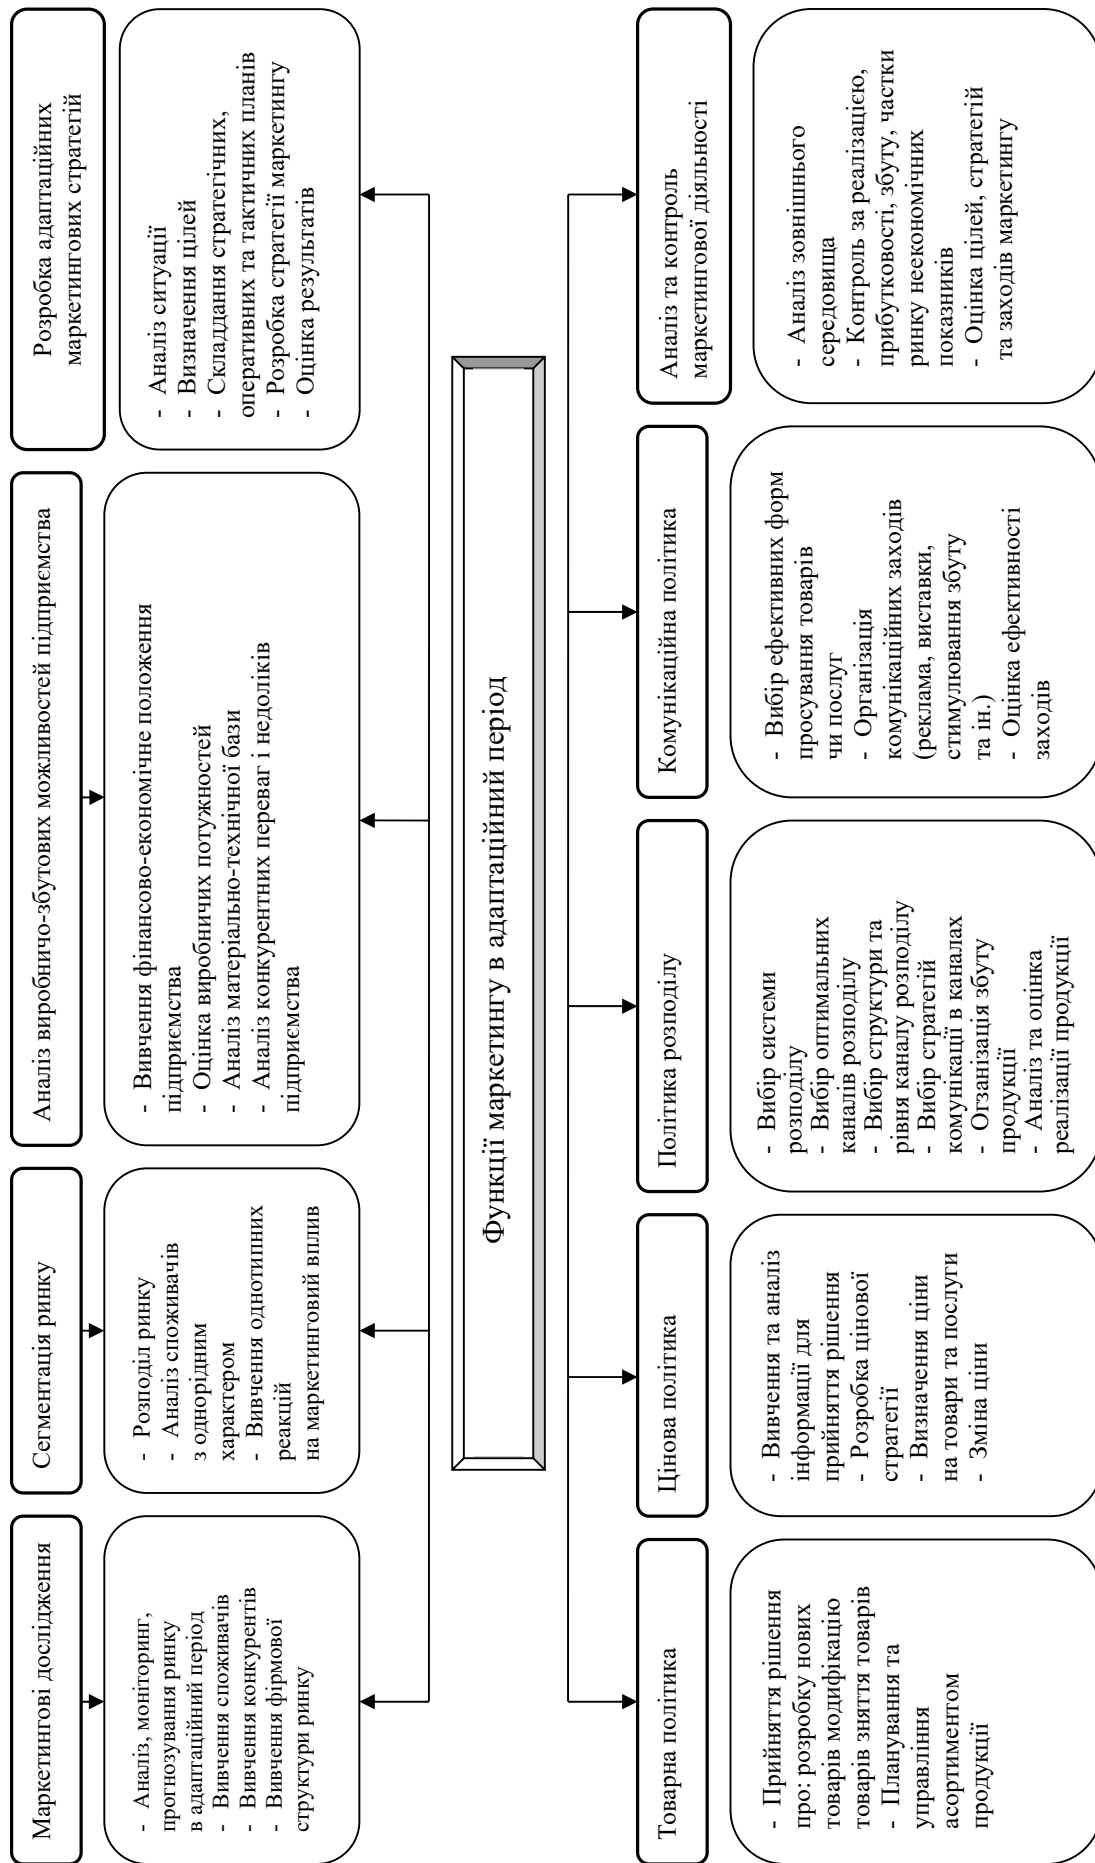 Маркетингові дослідження
- Аналіз, моніторинг,
прогнозування ринку
в адаптаційний період
- Вивчення споживачів
- Вивчення конкурентів
- Вивчення фірмової
структури ринку
Сегментація ринку
- Розподіл ринку
- Аналіз споживачів
з однорідним
характером
- Вивчення однотипних
реакцій
на маркетинговий вплив
Аналіз виробничо-збутових можливостей підприємства
- Вивчення фінансово-економічне положення
підприємства
- Оцінка виробничих потужностей
- Аналіз матеріально-технічної бази
- Аналіз конкурентних переваг і недоліків
підприємства
Розробка адаптаційних
маркетингових стратегій
- Аналіз ситуації
- Визначення цілей
- Складдання стратегічних,
оперативних та тактичних планів
- Розробка стратегії маркетингу
- Оцінка результатів
Функції маркетингу в адаптаційний період
Товарна політика
- Прийняття рішення
про: розробку нових
товарів модифікацію
товарів зняття товарів
- Планування та
управління
асортиментом
продукції
Цінова політика
- Вивчення та аналіз
інформації для
прийняття рішення
- Розробка цінової
стратегії
- Визначення ціни
на товари та послуги
- Зміна ціни
Політика розподілу
- Вибір системи
розподілу
- Вибір оптимальних
каналів розподілу
- Вибір структури та
рівня каналу розподілу
- Вибір стратегій
комунікації в каналах
- Огзанізація збуту
продукції
- Аналіз та оцінка
реалізації продукції
Комунікаційна політика
- Вибір ефективних форм
просування товарів
чи послуг
- Організація
комунікаційних заходів
(реклама, виставки,
стимулювання збуту
та ін.)
- Оцінка ефективності
заходів
Аналіз та контроль
маркетингової діяльності
- Аналіз зовнішнього
середовища
- Контроль за реалізацією,
прибутковості, збуту, частки
ринку неекономічних
показників
- Оцінка цілей, стратегій
та заходів маркетингу